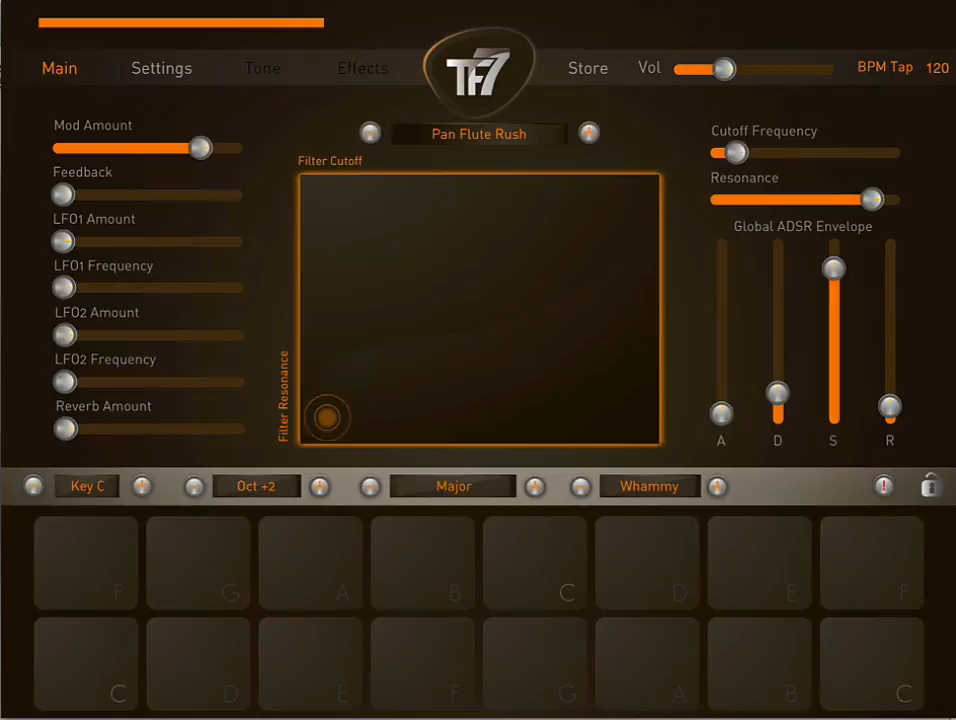 Main
Settings
Tone
Effects
TF7
Store
Vol
BPM Tap 120
Mod Amount
Feedback
LFO1 Amount
LFO1 Frequency
LFO2 Amount
LFO2 Frequency
Reverb Amount
Pan Flute Rush
Filter Cutoff
Filter Resonance
Cutoff Frequency
Resonance
Global ADSR Envelope
A D S R
Key C
Oct +2
Major
Whammy
!
F G A B C D E F
C D E F G A B C